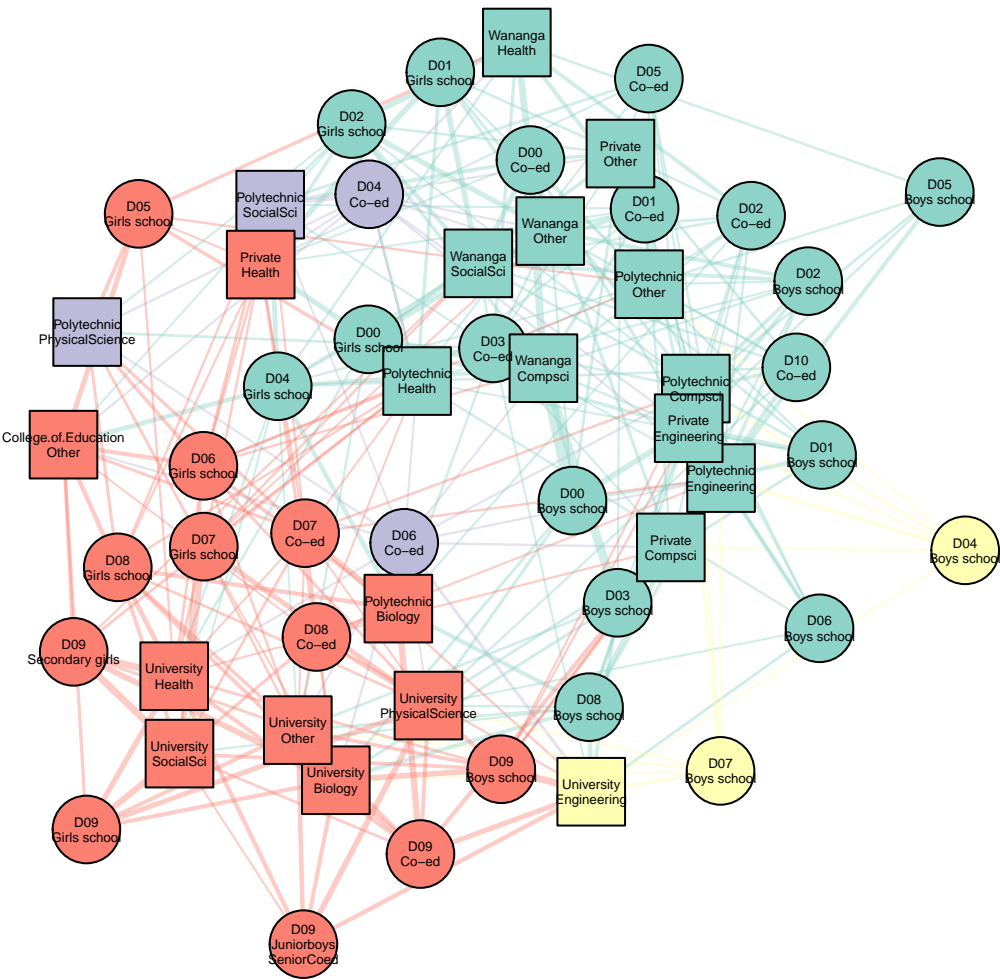 Wananga
Health
D01
Girls school
D05
Co–ed
D02
Girls school
D00
Co–ed
Private
Other
D04
Co–ed
Polytechnic
SocialSci
D05
Boys school
D05
Girls school
D01
Co–ed
D02
Co–ed
Wananga
Other
Private
Health
Wananga
SocialSci
Polytechnic
Other
D02
Boys school
Polytechnic
PhysicalScience
D00
Girls school
D03
Co–ed
Wananga
Compsci
D10
Co–ed
D04
Girls school
Polytechnic
Health
Polytechnic
Compsci
Private
Engineering
College.of.Education
Other
D01
Boys school
D06
Girls school
Polytechnic
Engineering
D00
Boys school
D07
Girls school
D07
Co–ed
D06
Co–ed
Private
Compsci
D04
Boys school
D08
Girls school
Polytechnic
Biology
D03
Boys school
D08
Co–ed
D06
Boys school
D09
Secondary girls
University
Health
University
PhysicalScience
D08
Boys school
University
Other
University
SocialSci
University
Biology
D09
Boys school
D07
Boys school
University
Engineering
D09
Girls school
D09
Co–ed
D09
Juniorboys
SeniorCoed